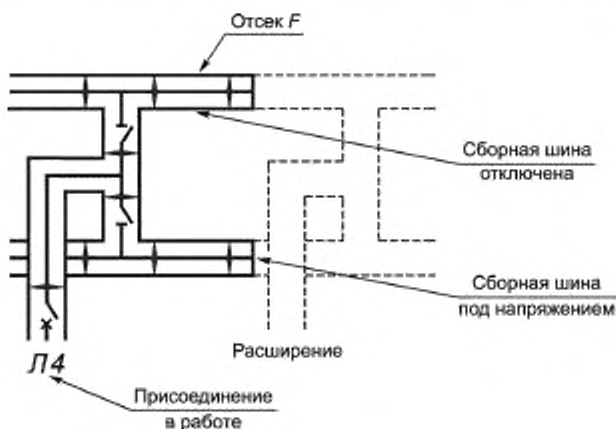 Отсек F
Сборная шина
отключена
Сборная шина
под напряжением
Расширение
Л4
Присоединение
в работе